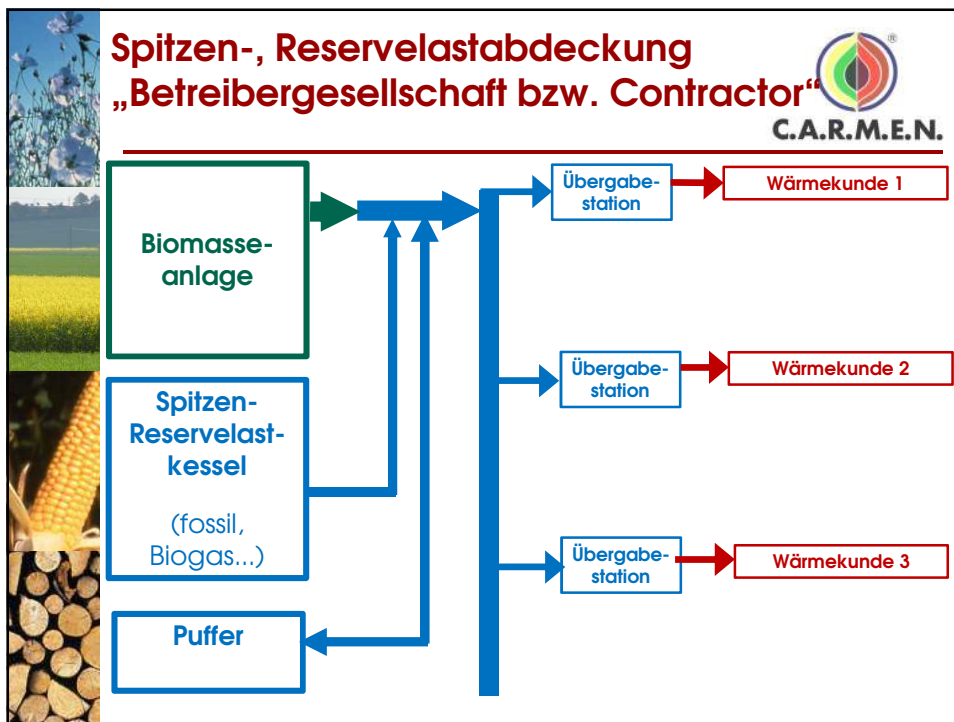 Spitzen-, Reservelastabdeckung
„Betreibergesellschaft bzw. Contractor“
®
C.A.R.M.E.N.
Biomasse-
anlage
Spitzen-
Reservelast-
kessel
(fossil,
Biogas...)
Puffer
Übergabe-
station
Wärmekunde 1
Übergabe-
station
Wärmekunde 2
Übergabe-
station
Wärmekunde 3